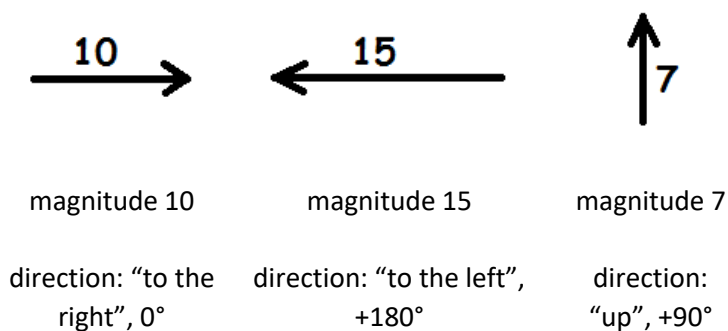 10
15
7
magnitude 10
magnitude 15
magnitude 7
direction: “to the
right”, 0°
direction: “to the left”,
+180°
direction:
“up”, +90°